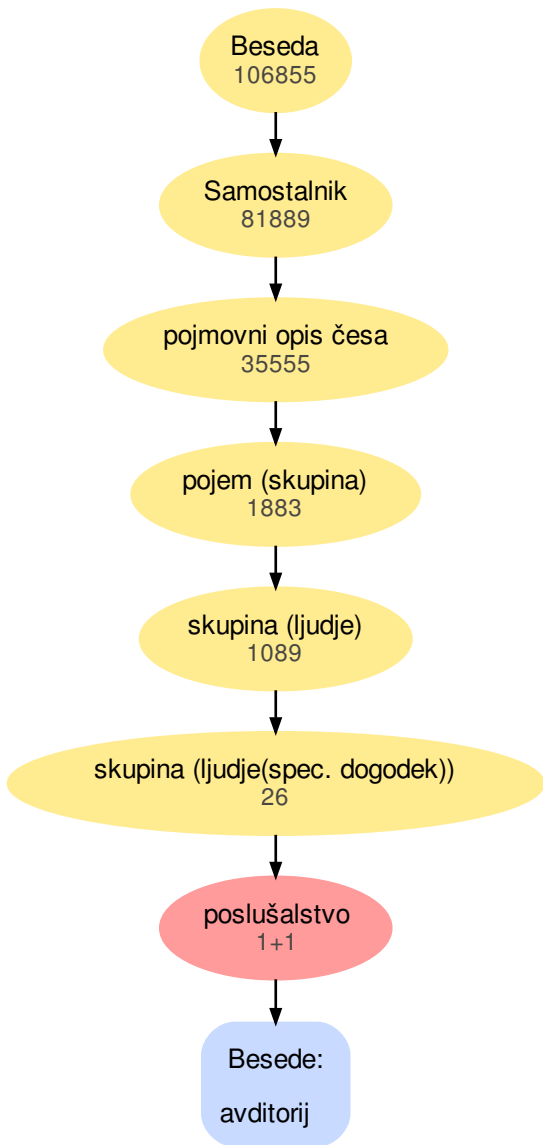 Beseda
106855
Samostalnik
81889
pojmovni opis česa
35555
pojem (skupina)
1883
skupina (ljudje)
1089
skupina (ljudje(spec. dogodek))
26
poslušalstvo
1+1
Besede:
avditorij